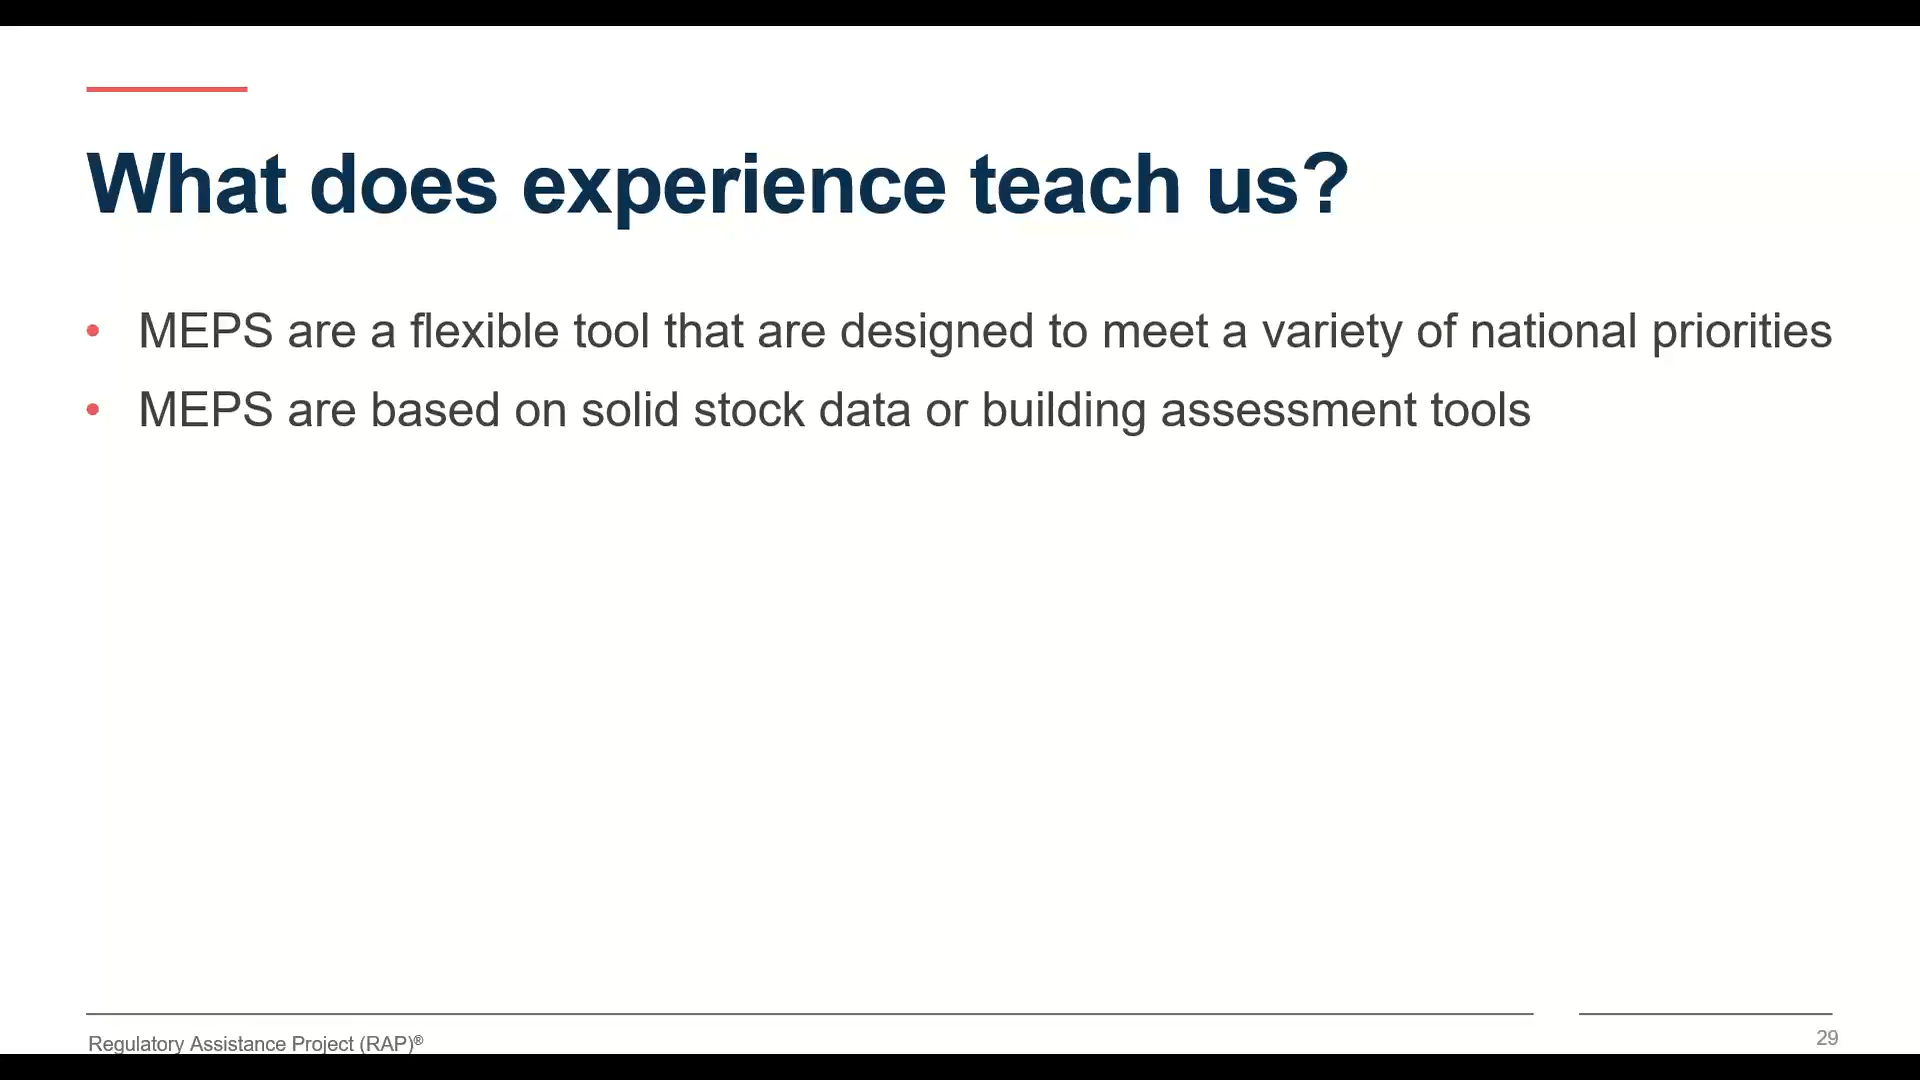 What does experience teach us?
• MEPS are a flexible tool that are designed to meet a variety of national priorities
• MEPS are based on solid stock data or building assessment tools
Regulatory Assistance Project (RAP)®
29